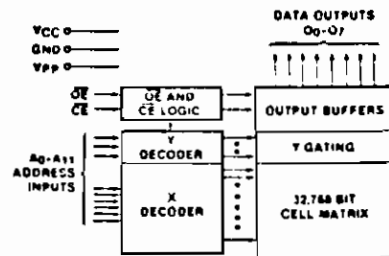 DATA OUTPUTS
O₀-O₇
VCC
GND
VPP
OE
CE
OE AND
CE LOGIC
OUTPUT BUFFERS
A₀-A₁₁
ADDRESS
INPUTS
Y
DECODER
Y GATING
X
DECODER
32,768 BIT
CELL MATRIX